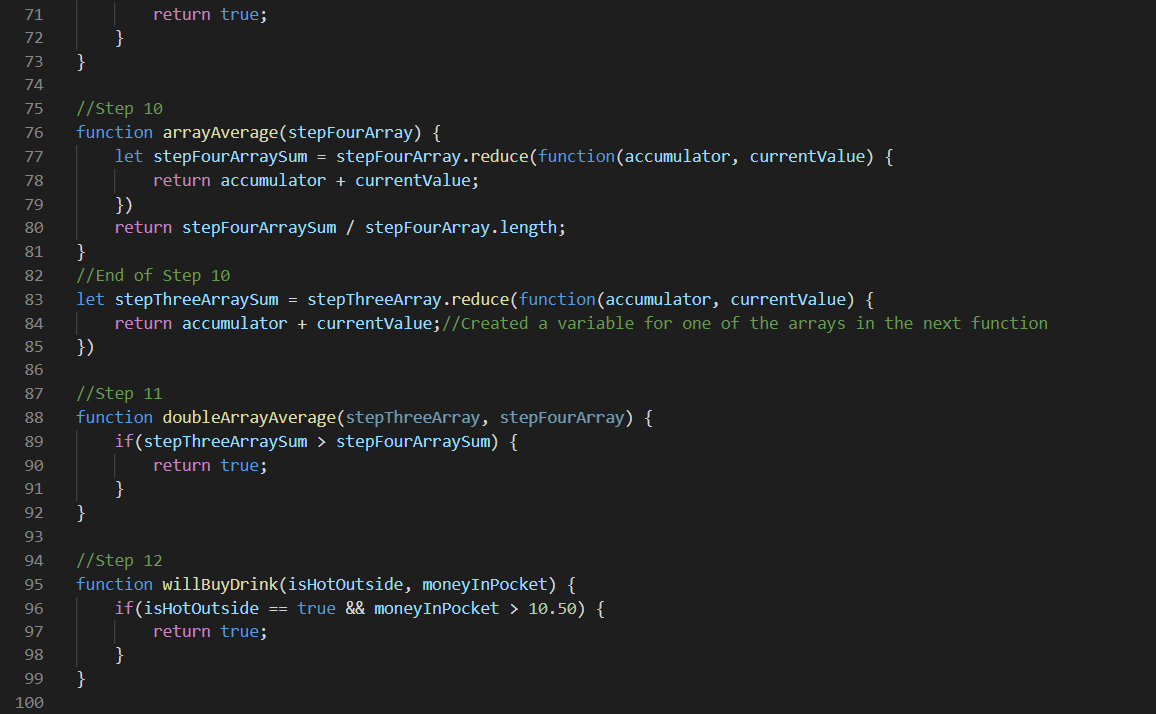 71 return true;
72 }
73 }
74
75 //Step 10
76 function arrayAverage(stepFourArray) {
77 let stepFourArraySum = stepFourArray.reduce(function(accumulator, currentValue) {
78 return accumulator + currentValue;
79 })
80 return stepFourArraySum / stepFourArray.length;
81 }
82 //End of Step 10
83 let stepThreeArraySum = stepThreeArray.reduce(function(accumulator, currentValue) {
84 return accumulator + currentValue;//Created a variable for one of the arrays in the next function
85 })
86
87 //Step 11
88 function doubleArrayAverage(stepThreeArray, stepFourArray) {
89 if(stepThreeArraySum > stepFourArraySum) {
90 return true;
91 }
92 }
93
94 //Step 12
95 function willBuyDrink(isHotOutside, moneyInPocket) {
96 if(isHotOutside == true && moneyInPocket > 10.50) {
97 return true;
98 }
99 }
100